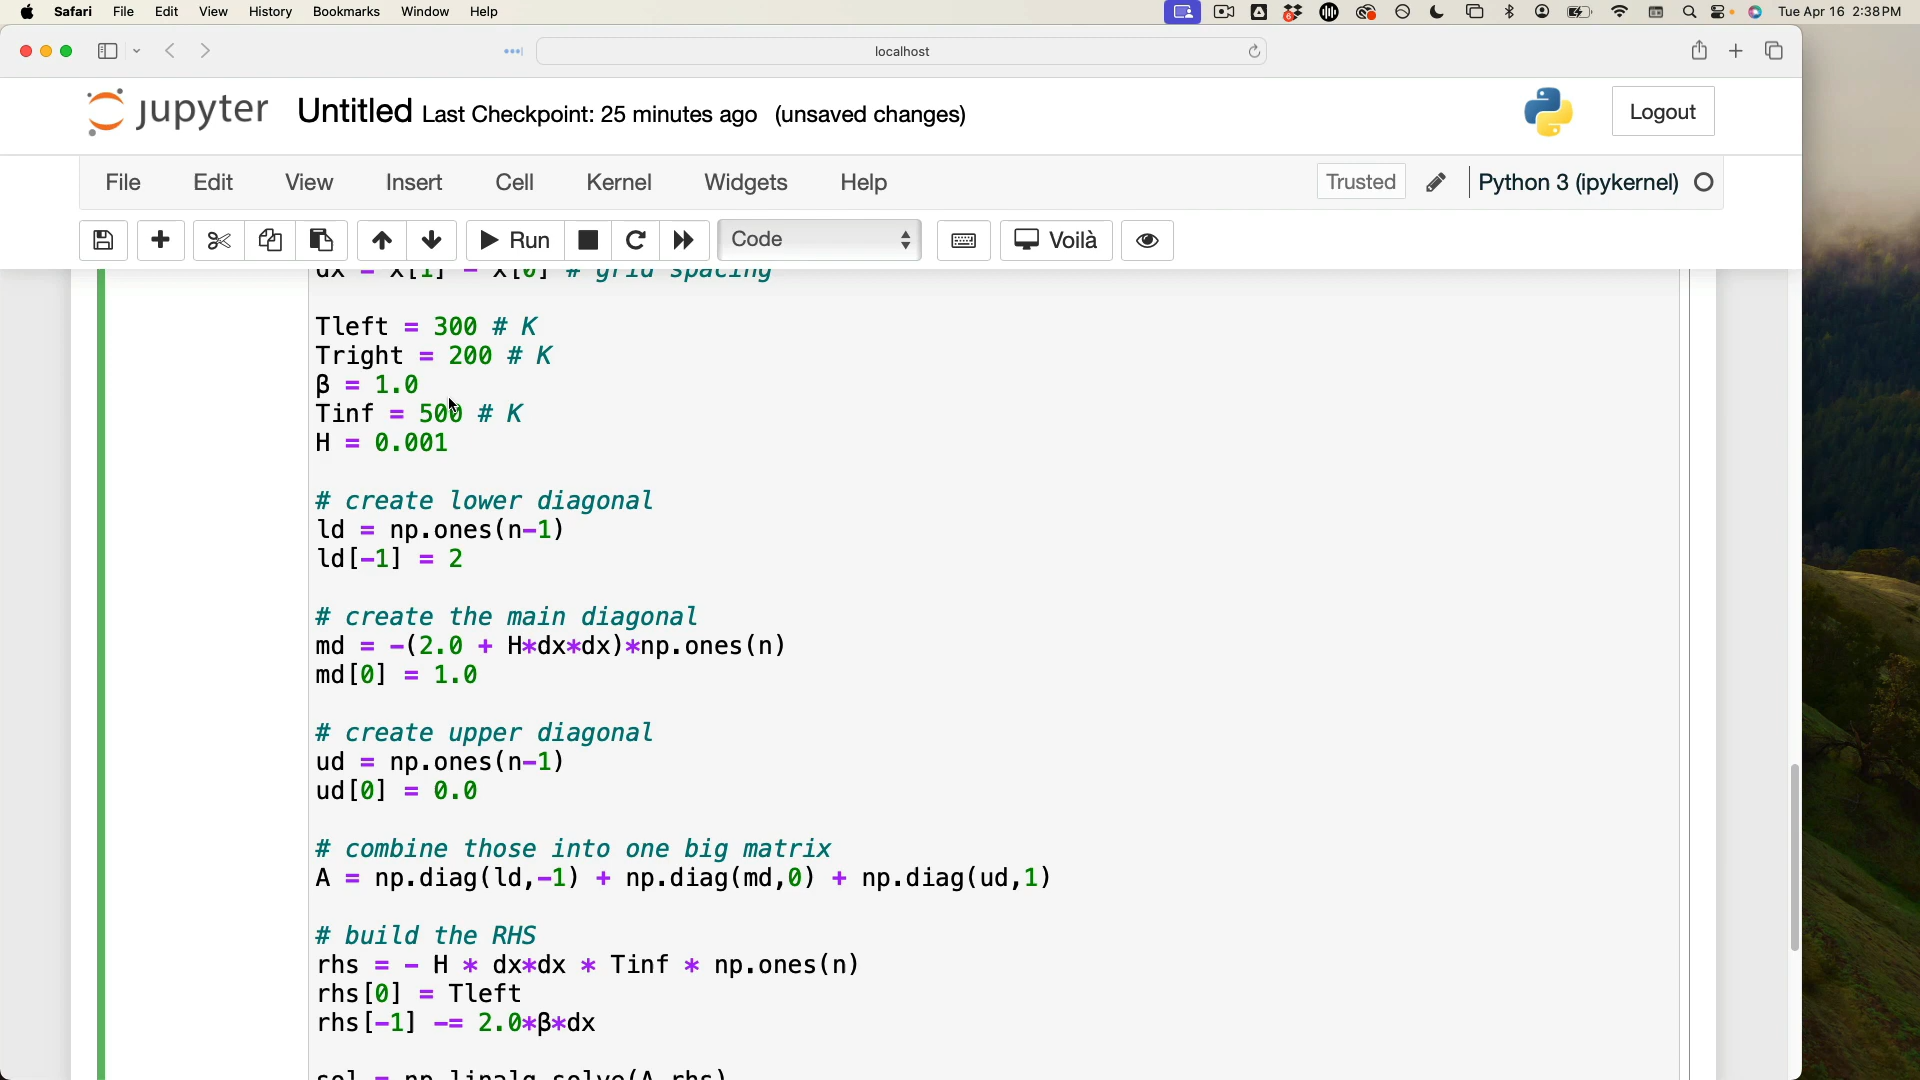 Safari File Edit View History Bookmarks Window Help Tue Apr 16 2:38 PM
localhost
jupyter Untitled Last Checkpoint: 25 minutes ago (unsaved changes) Logout
File Edit View Insert Cell Kernel Widgets Help Trusted Python 3 (ipykernel)
Run Code Voilà
dx = x[1] - x[0] # grid spacing
Tleft = 300 # K
Tright = 200 # K
β = 1.0
Tinf = 500 # K
H = 0.001
# create lower diagonal
ld = np.ones(n-1)
ld[-1] = 2
# create the main diagonal
md = -(2.0 + H*dx*dx)*np.ones(n)
md[0] = 1.0
# create upper diagonal
ud = np.ones(n-1)
ud[0] = 0.0
# combine those into one big matrix
A = np.diag(ld,-1) + np.diag(md,0) + np.diag(ud,1)
# build the RHS
rhs = - H * dx*dx * Tinf * np.ones(n)
rhs[0] = Tleft
rhs[-1] -= 2.0*β*dx
sol = np.linalg.solve(A,rhs)